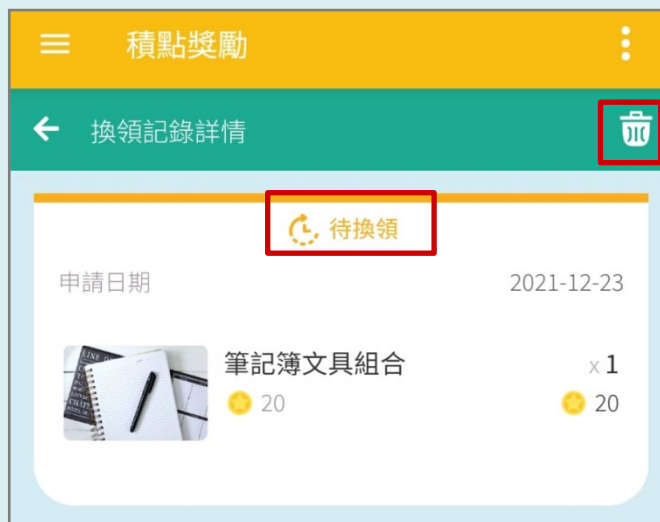 積點獎勵
換領記錄詳情
待換領
申請日期 2021-12-23
筆記簿文具組合 x 1
20 20